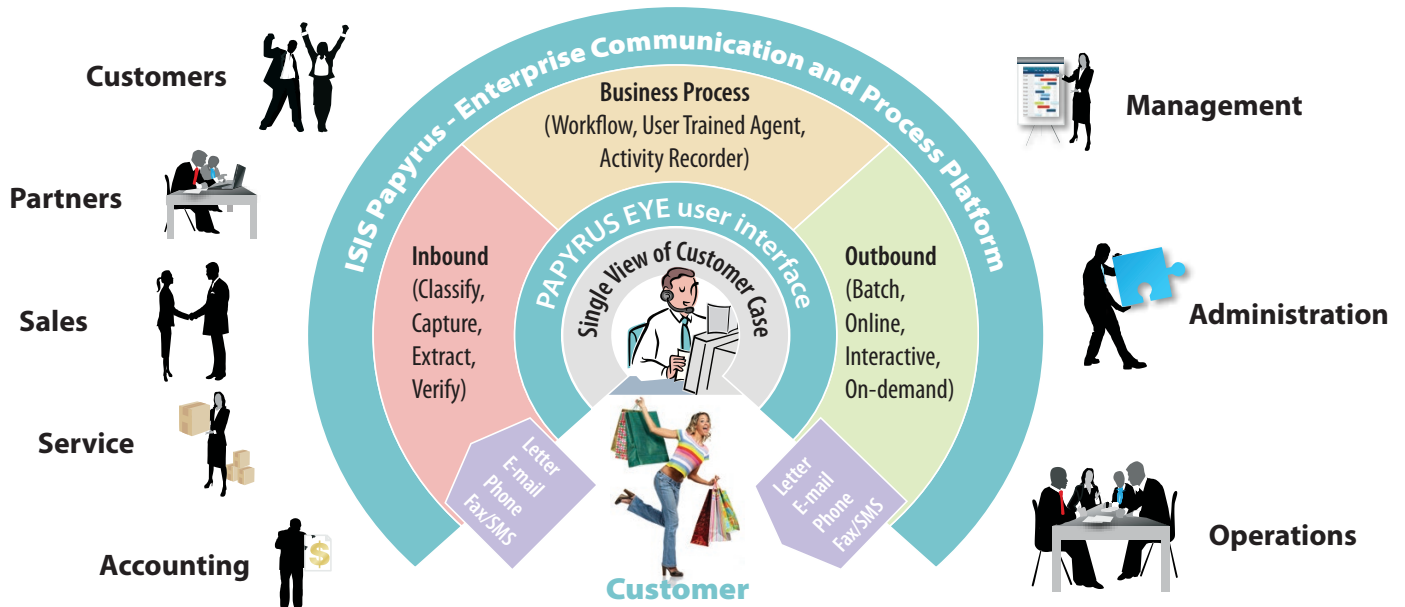 Customers
Partners
Sales
Service
Accounting
ISIS Papyrus - Enterprise Communication and Process Platform
Business Process
(Workflow, User Trained Agent,
Activity Recorder)
Inbound
(Classify,
Capture,
Extract,
Verify)
PAPYRUS EYE user interface
Single View of Customer Case
Outbound
(Batch,
Online,
Interactive,
On-demand)
Letter
E-mail
Phone
Fax/SMS
Letter
E-mail
Phone
Fax/SMS
Customer
$
Management
Administration
Operations